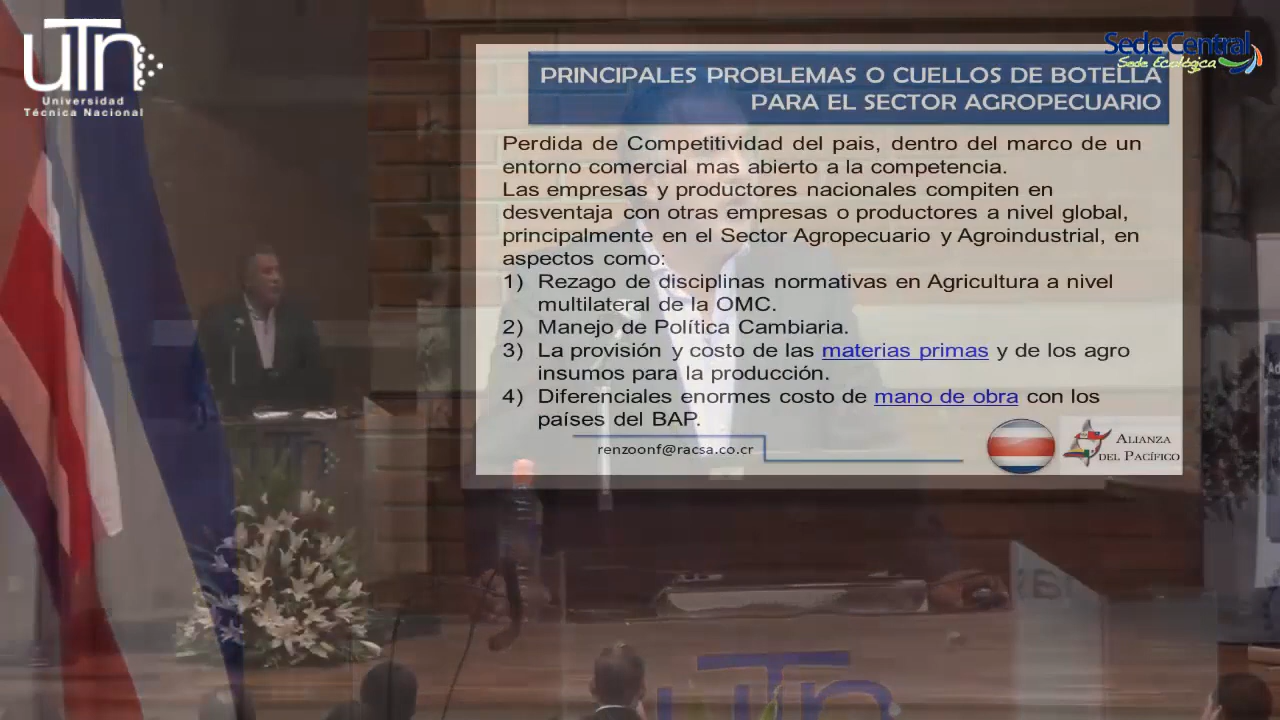 utn
Universidad
Técnica Nacional
Sede Central
Sede Ecológica
PRINCIPALES PROBLEMAS O CUELLOS DE BOTELLA
PARA EL SECTOR AGROPECUARIO
Perdida de Competitividad del pais, dentro del marco de un
entorno comercial mas abierto a la competencia.
Las empresas y productores nacionales compiten en
desventaja con otras empresas o productores a nivel global,
principalmente en el Sector Agropecuario y Agroindustrial, en
aspectos como:
1) Rezago de disciplinas normativas en Agricultura a nivel
multilateral de la OMC.
2) Manejo de Política Cambiaria.
3) La provisión y costo de las materias primas y de los agro
insumos para la producción.
4) Diferenciales enormes costo de mano de obra con los
países del BAP.
renzoonf@racsa.co.cr
ALIANZA
DEL PACÍFICO
utn